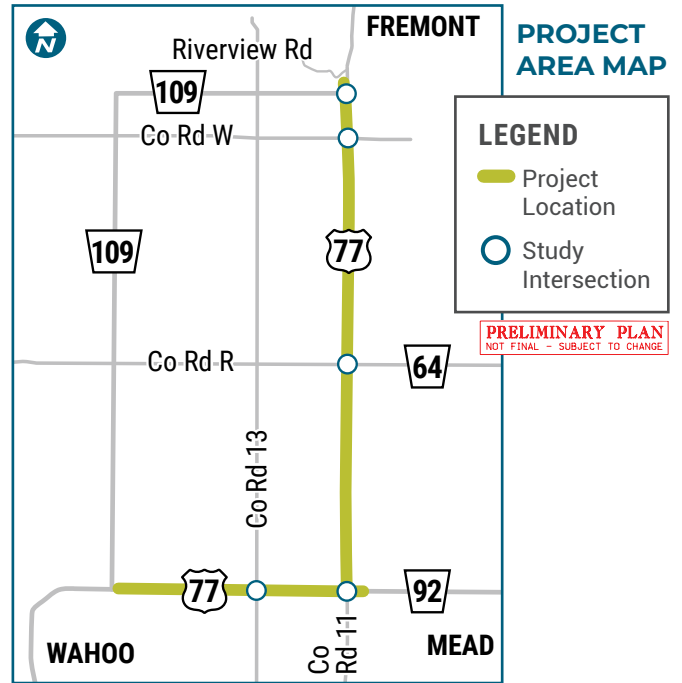 N
FREMONT
Riverview Rd
109
Co Rd W
109
77
Co Rd R
64
Co Rd 13
77
92
Co
Rd 11
WAHOO
MEAD
PROJECT
AREA MAP
LEGEND
Project
Location
Study
Intersection
PRELIMINARY PLAN
NOT FINAL - SUBJECT TO CHANGE